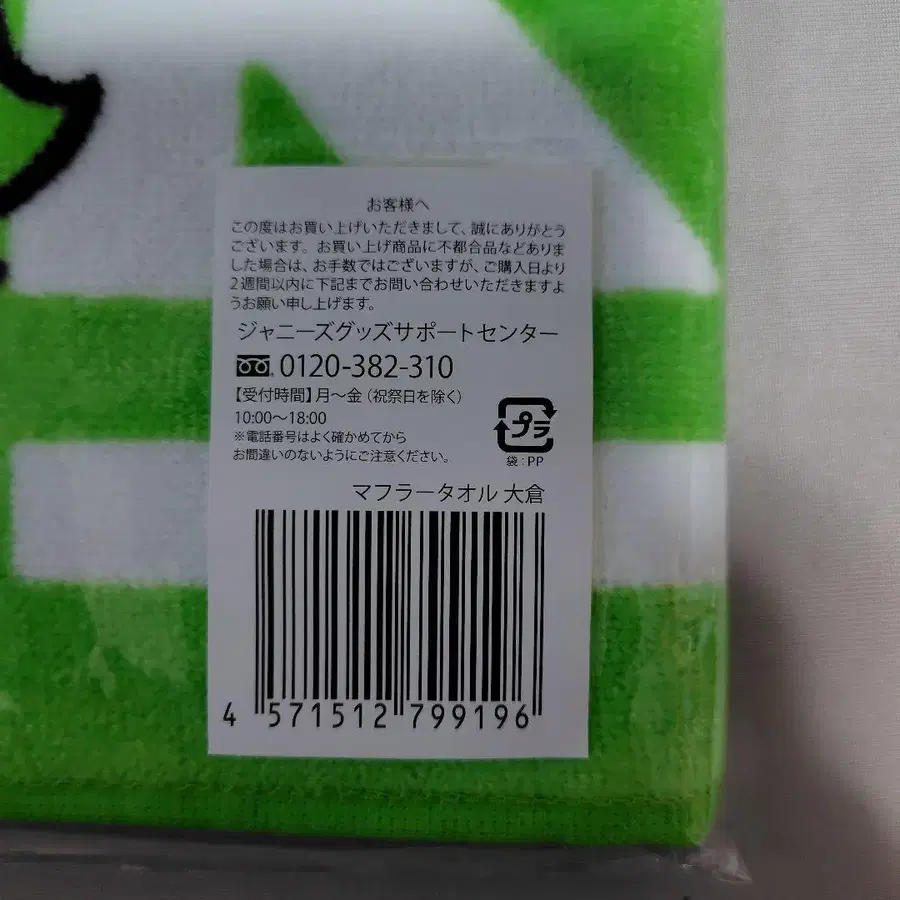 お客様へ
この度はお買い上げいただきまして、誠にありがとう
ございます。お買い上げ商品に不都合品などありま
した場合は、お手数ではございますが、ご購入日より
2週間以内に下記までお問い合わせいただきますよ
うお願い申し上げます。
ジャニーズグッズサポートセンター
0120-382-310
【受付時間】月～金（祝祭日を除く）
10:00～18:00
※電話番号はよく確かめてから
お間違いのないようにご注意ください。
プラ
袋：PP
マフラータオル 大倉
4 571512 799196